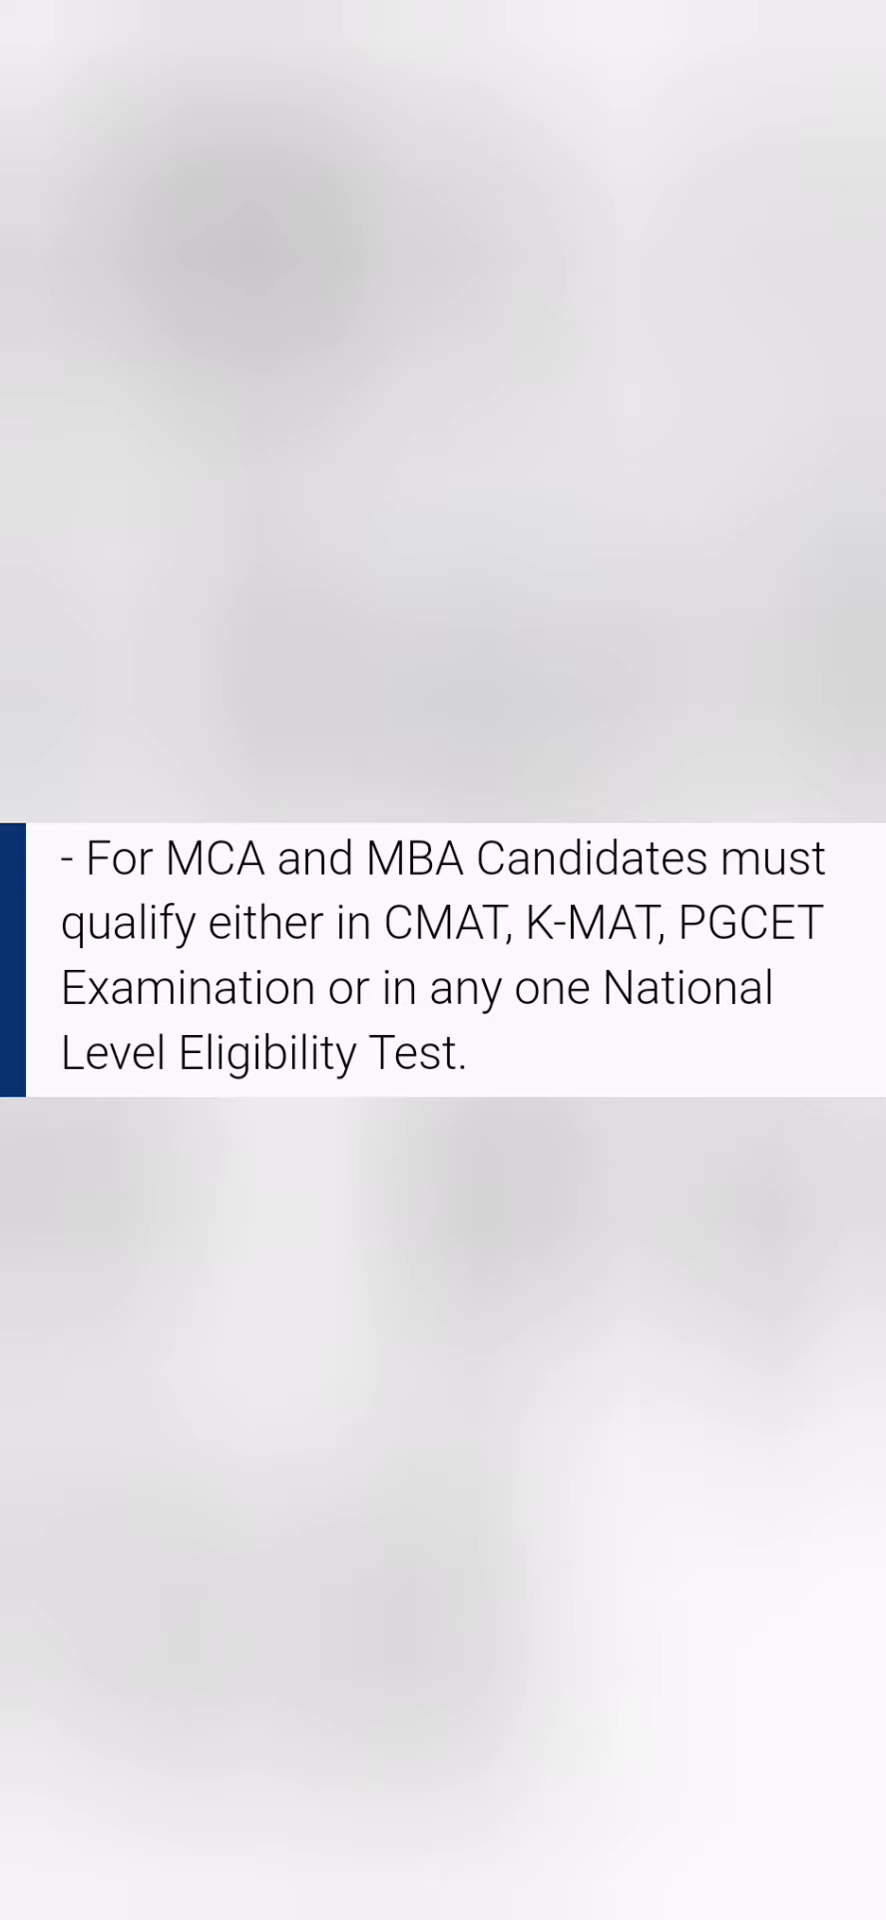 - For MCA and MBA Candidates must
qualify either in CMAT, K-MAT, PGCET
Examination or in any one National
Level Eligibility Test.